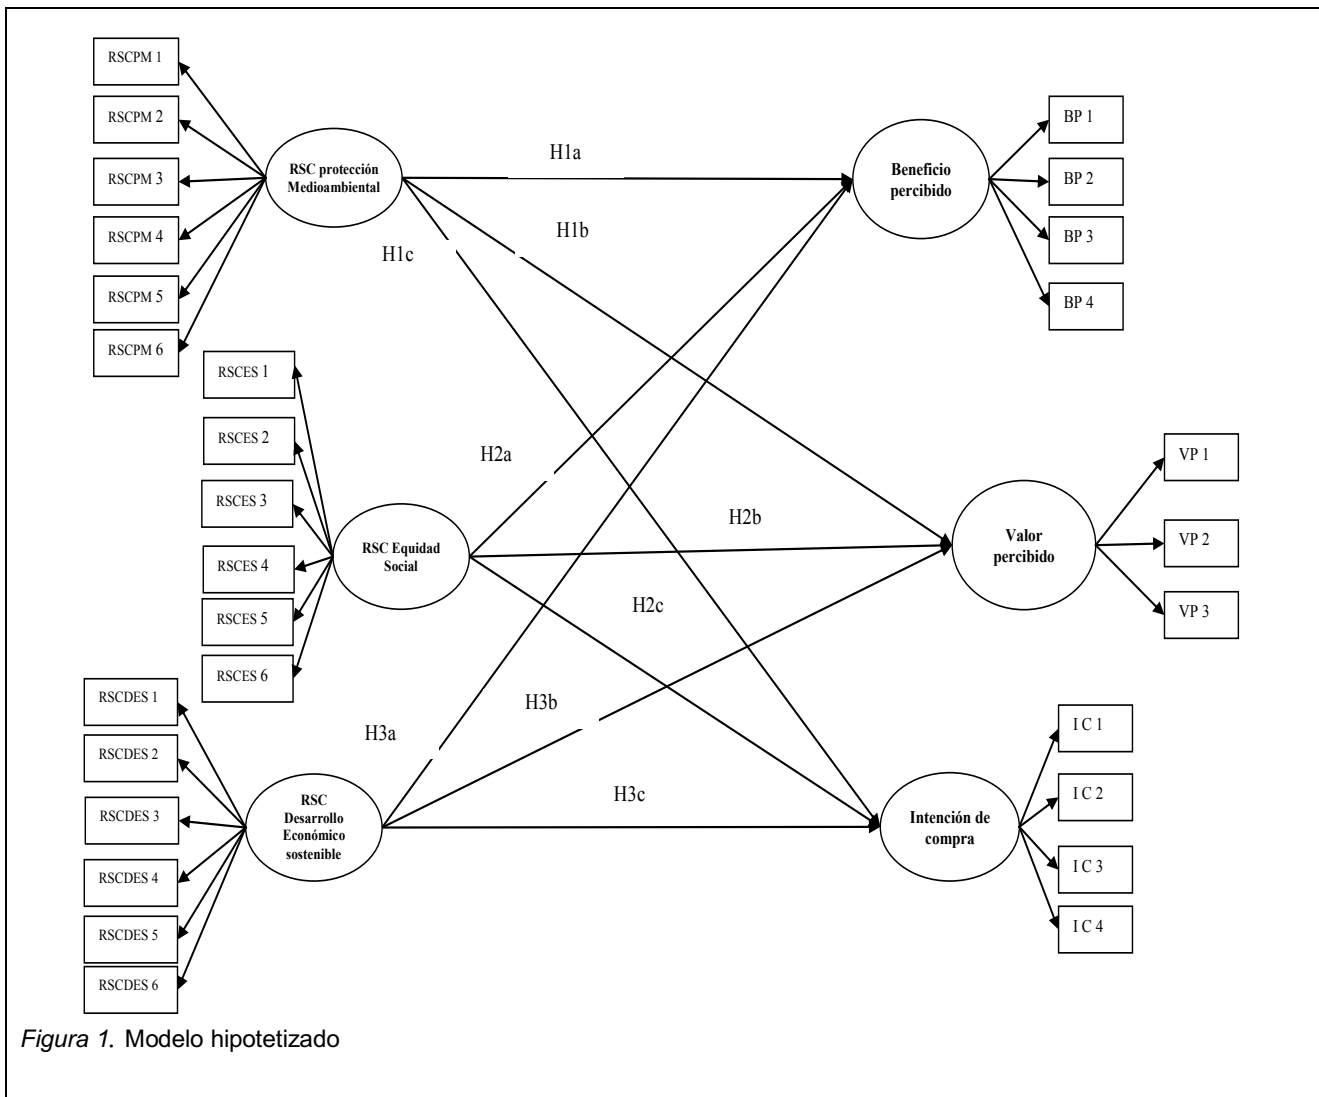 RSCPM 1
RSCPM 2
RSCPM 3
RSCPM 4
RSCPM 5
RSCPM 6
RSC protección
Medioambiental
H1a
H1b
H1c
Beneficio
percibido
BP 1
BP 2
BP 3
BP 4
RSCES 1
RSCES 2
RSCES 3
RSCES 4
RSCES 5
RSCES 6
RSC Equidad
Social
H2a
H2b
H2c
Valor
percibido
VP 1
VP 2
VP 3
RSCDES 1
RSCDES 2
RSCDES 3
RSCDES 4
RSCDES 5
RSCDES 6
RSC
Desarrollo
Económico
sostenible
H3a
H3b
H3c
Intención de
compra
I C 1
I C 2
I C 3
I C 4
Figura 1. Modelo hipotetizado